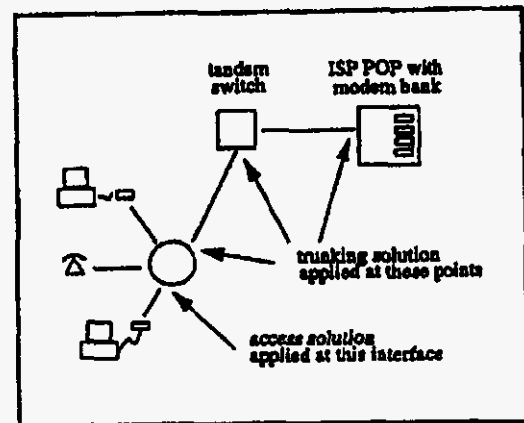 tandem
switch
ISP POP with
modem bank
trunking solution
applied at these points
access solution
applied at this interface